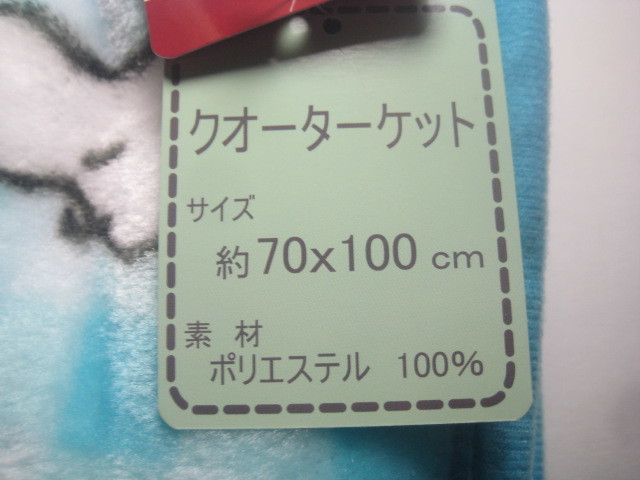 クオーターケット
サイズ
約70x100 cm
素 材
ポリエステル 100%